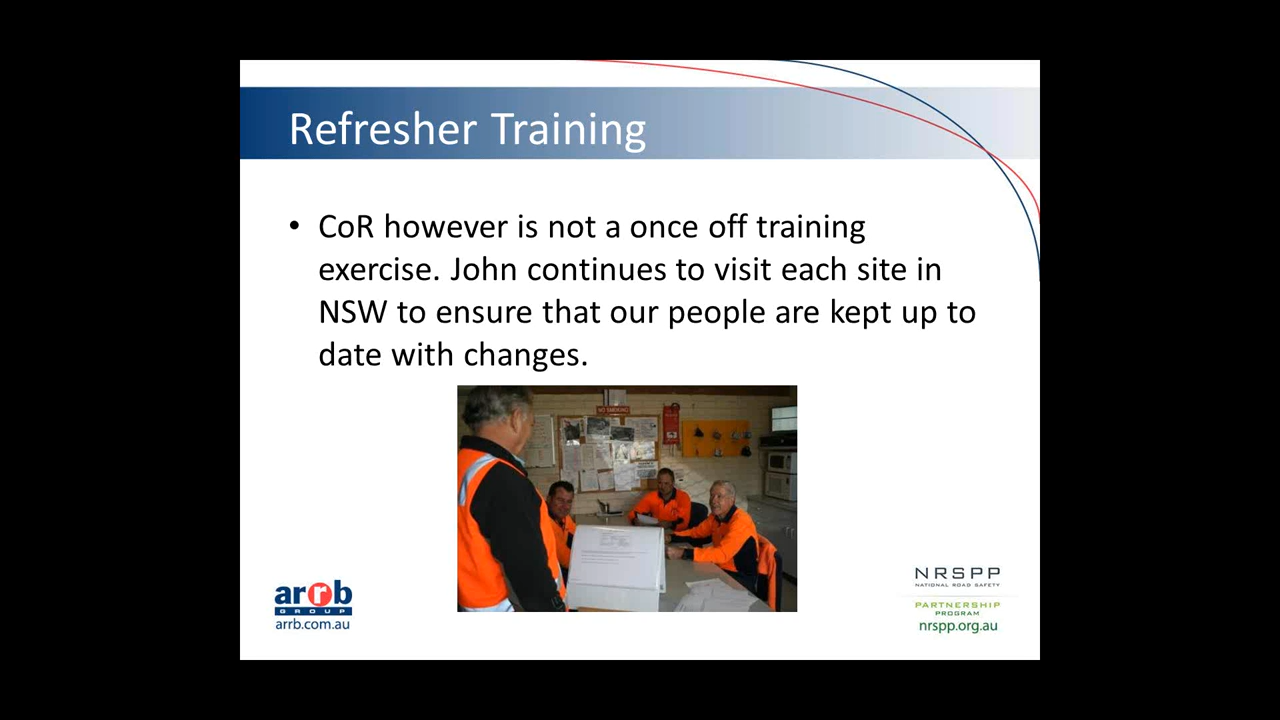 Refresher Training
• CoR however is not a once off training
exercise. John continues to visit each site in
NSW to ensure that our people are kept up to
date with changes.
NO SMOKING
arrb
GROUP
arrb.com.au
NRSPP
NATIONAL ROAD SAFETY
PARTNERSHIP
PROGRAM
nrspp.org.au